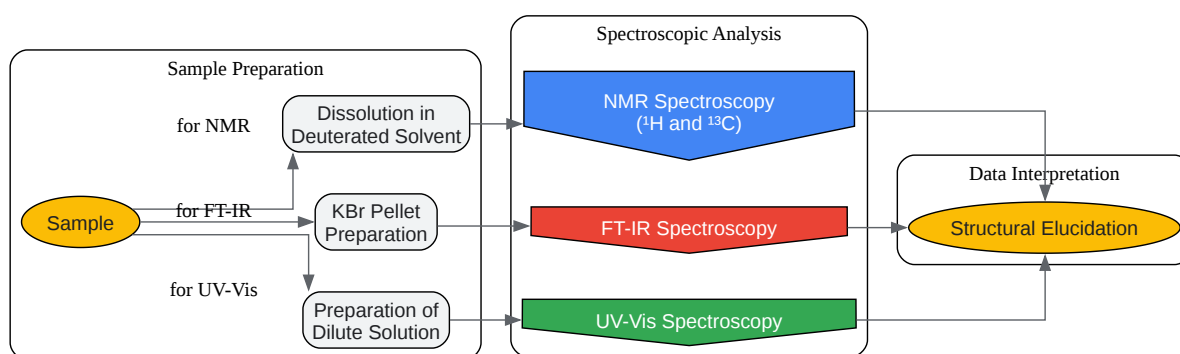 Spectroscopic Analysis
Sample Preparation
for NMR
Dissolution in
Deuterated Solvent
NMR Spectroscopy
(¹H and ¹³C)
Data Interpretation
Sample
for FT-IR
KBr Pellet
Preparation
FT-IR Spectroscopy
Structural Elucidation
for UV-Vis
Preparation of
Dilute Solution
UV-Vis Spectroscopy